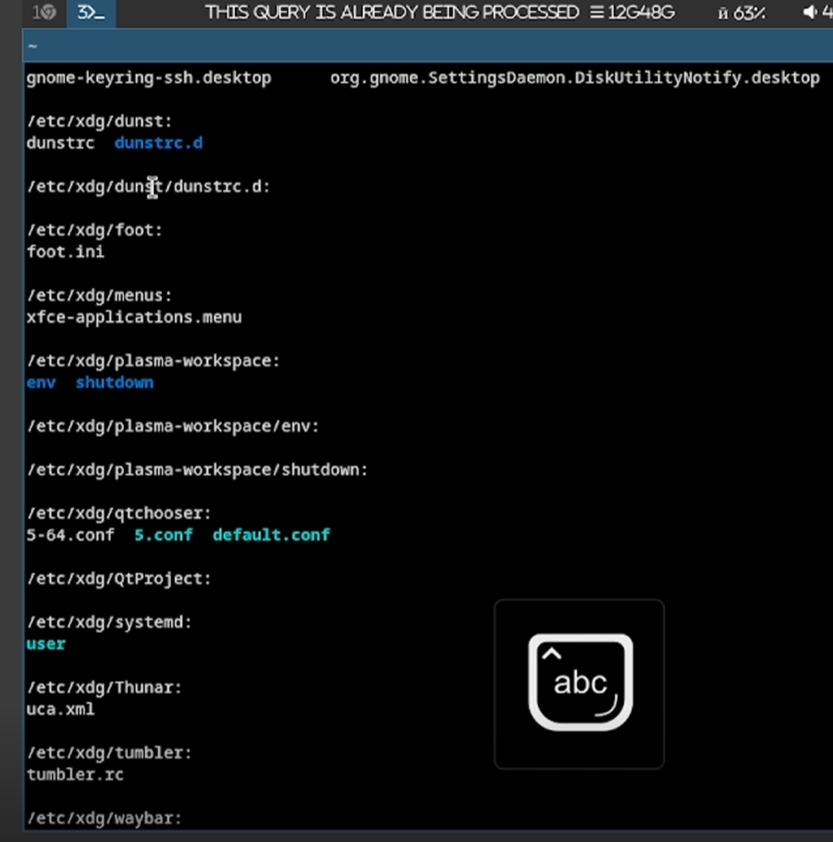 1 3 THIS QUERY IS ALREADY BEING PROCESSED 12G48G 63% 4
~
gnome-keyring-ssh.desktop org.gnome.SettingsDaemon.DiskUtilityNotify.desktop
/etc/xdg/dunst:
dunstrc dunstrc.d
/etc/xdg/dunst/dunstrc.d:
/etc/xdg/foot:
foot.ini
/etc/xdg/menus:
xfce-applications.menu
/etc/xdg/plasma-workspace:
env shutdown
/etc/xdg/plasma-workspace/env:
/etc/xdg/plasma-workspace/shutdown:
/etc/xdg/qtchooser:
5-64.conf 5.conf default.conf
/etc/xdg/QtProject:
/etc/xdg/systemd:
user
/etc/xdg/Thunar:
uca.xml
/etc/xdg/tumbler:
tumbler.rc
/etc/xdg/waybar:
abc